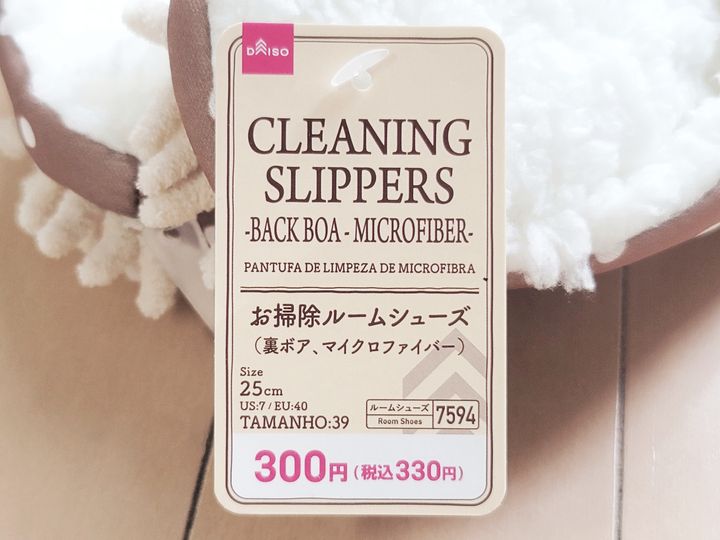 DAISO
CLEANING
SLIPPERS
-BACK BOA - MICROFIBER-
PANTUFA DE LIMPEZA DE MICROFIBRA
お掃除ルームシューズ
（裏ボア、マイクロファイバー）
Size
25cm
US:7 / EU:40
TAMANHO:39
ルームシューズ
Room Shoes
7594
300円（税込330円）